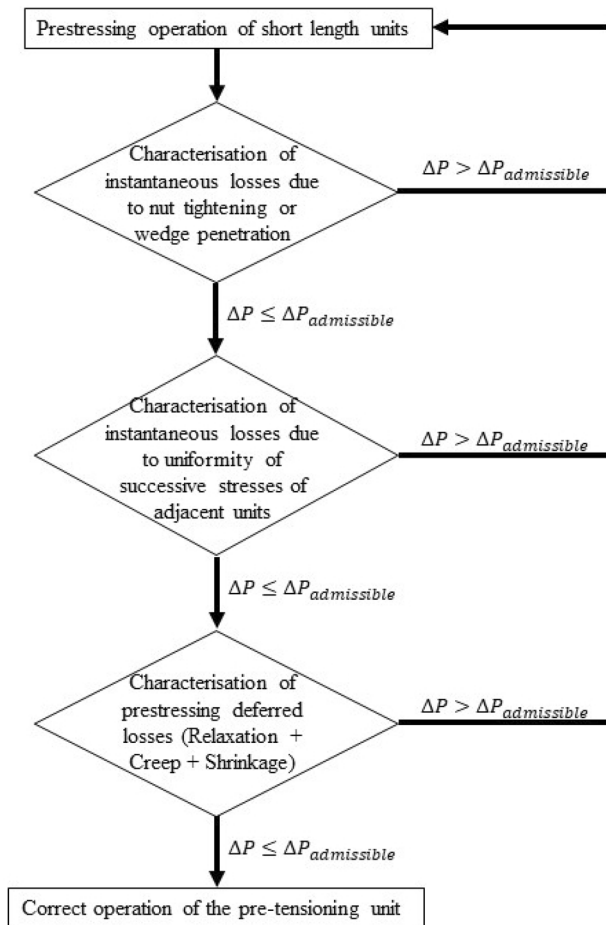 Prestressing operation of short length units
Characterisation of
instantaneous losses due
to nut tightening or
wedge penetration
ΔP > ΔP_admissible
ΔP ≤ ΔP_admissible
Characterisation of
instantaneous losses due
to uniformity of
successive stresses of
adjacent units
ΔP > ΔP_admissible
ΔP ≤ ΔP_admissible
Characterisation of
prestressing deferred
losses (Relaxation +
Creep + Shrinkage)
ΔP > ΔP_admissible
ΔP ≤ ΔP_admissible
Correct operation of the pre-tensioning unit